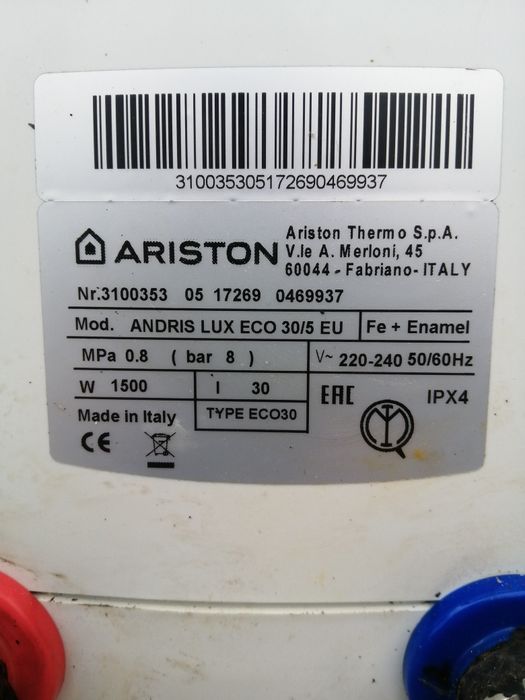 310035305172690469937
ARISTON
Ariston Thermo S.p.A.
V.le A. Merloni, 45
60044 - Fabriano- ITALY
Nr.3100353 05 17269 0469937
Mod. ANDRIS LUX ECO 30/5 EU Fe + Enamel
MPa 0.8 ( bar 8 ) V~ 220-240 50/60Hz
W 1500 l 30
TYPE ECO30
EAC IPX4
Made in Italy
CE